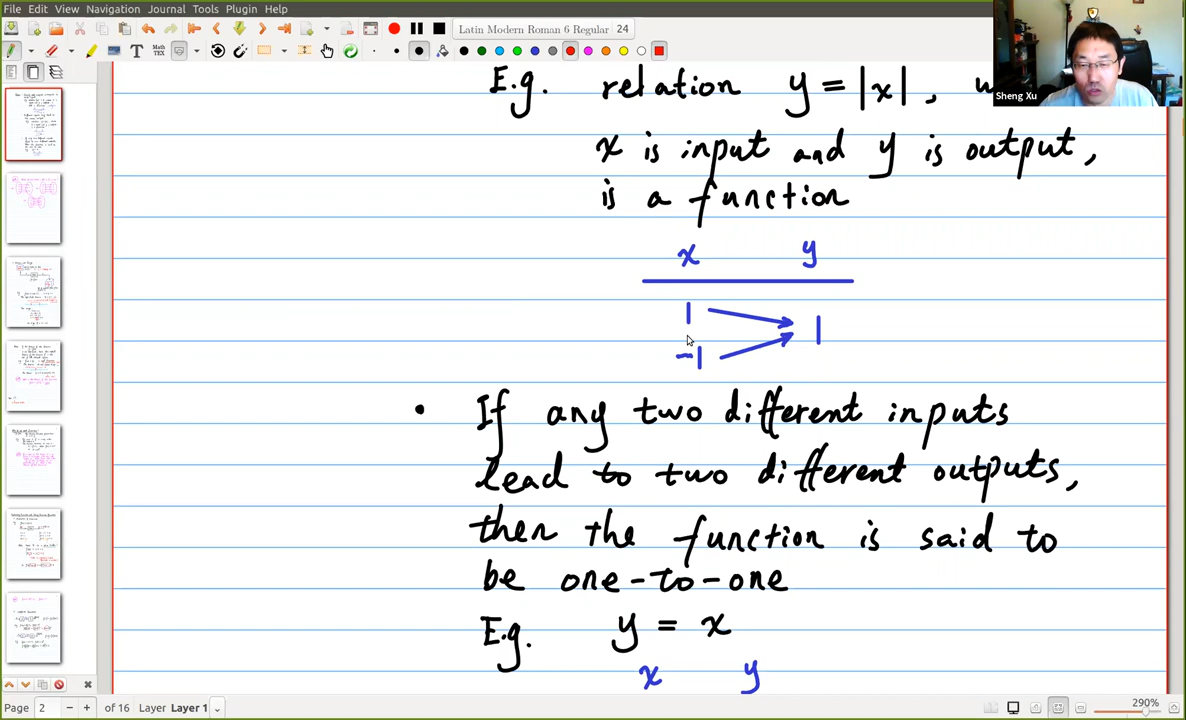 File Edit View Navigation Journal Tools Plugin Help
Latin Modern Roman 6 Regular 24
Sheng Xu
E.g. relation y = |x| ,
x is input and y is output,
is a function
x y
1
-1
1
• If any two different inputs
lead to two different outputs,
then the function is said to
be one-to-one
E.g. y = x
x y
Page 2 of 16 Layer Layer 1
290%